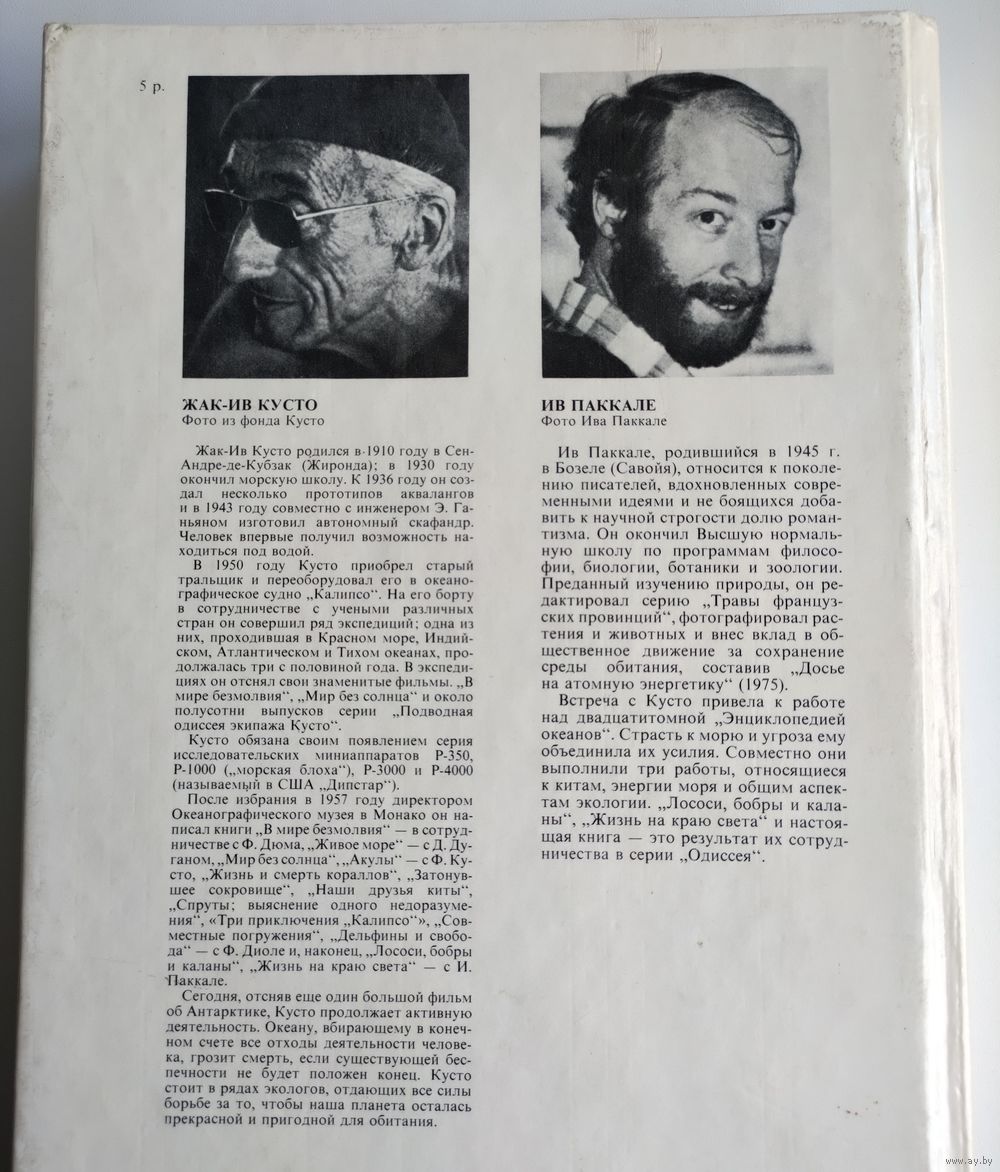 5 р.
ЖАК-ИВ КУСТО
Фото из фонда Кусто
Жак-Ив Кусто родился в 1910 году в Сен-
Андре-де-Кубзак (Жиронда); в 1930 году
окончил морскую школу. К 1936 году он соз-
дал несколько прототипов аквалангов
и в 1943 году совместно с инженером Э. Га-
ньяном изготовил автономный скафандр.
Человек впервые получил возможность на-
ходиться под водой.
В 1950 году Кусто приобрел старый
тральщик и переоборудовал его в океано-
графическое судно „Калипсо“. На его борту
в сотрудничестве с учеными различных
стран он совершил ряд экспедиций; одна из
них, проходившая в Красном море, Индий-
ском, Атлантическом и Тихом океанах, про-
должалась три с половиной года. В экспеди-
циях он отснял свои знаменитые фильмы. „В
мире безмолвия“, „Мир без солнца“ и около
полусотни выпусков серии „Подводная
одиссея экипажа Кусто“.
Кусто обязана своим появлением серия
исследовательских миниаппаратов Р-350,
Р-1000 („морская блоха“), Р-3000 и Р-4000
(называемый в США „Дипстар“).
После избрания в 1957 году директором
Океанографического музея в Монако он на-
писал книги „В мире безмолвия“ — в сотруд-
ничестве с Ф. Дюма, „Живое море“ — с Д. Ду-
ганом, „Мир без солнца“, „Акулы“ — с Ф. Ку-
сто, „Жизнь и смерть кораллов“, „Затонув-
шее сокровище“, „Наши друзья киты“,
„Спруты; выяснение одного недоразуме-
ния“, «Три приключения „Калипсо“», „Сов-
местные погружения“, „Дельфины и свобо-
да“ — с Ф. Диоле и, наконец, „Лососи, бобры
и каланы“, „Жизнь на краю света“ — с И.
Паккале.
Сегодня, отсняв еще один большой фильм
об Антарктике, Кусто продолжает активную
деятельность. Океану, вбирающему в конеч-
ном счете все отходы деятельности челове-
ка, грозит смерть, если существующей бес-
печности не будет положен конец. Кусто
стоит в рядах экологов, отдающих все силы
борьбе за то, чтобы наша планета осталась
прекрасной и пригодной для обитания.
ИВ ПАККАЛЕ
Фото Ива Паккале
Ив Паккале, родившийся в 1945 г.
в Бозеле (Савойя), относится к поколе-
нию писателей, вдохновленных совре-
менными идеями и не боящихся доба-
вить к научной строгости долю роман-
тизма. Он окончил Высшую нормаль-
ную школу по программам филосо-
фии, биологии, ботаники и зоологии.
Преданный изучению природы, он ре-
дактировал серию „Травы француз-
ских провинций“, фотографировал рас-
тения и животных и внес вклад в об-
щественное движение за сохранение
среды обитания, составив „Досье
на атомную энергетику“ (1975).
Встреча с Кусто привела к работе
над двадцатитомной „Энциклопедией
океанов“. Страсть к морю и угроза ему
объединила их усилия. Совместно они
выполнили три работы, относящиеся
к китам, энергии моря и общим аспек-
там экологии. „Лососи, бобры и кала-
ны“, „Жизнь на краю света“ и настоя-
щая книга — это результат их сотруд-
ничества в серии „Одиссея“.
www.ay.by